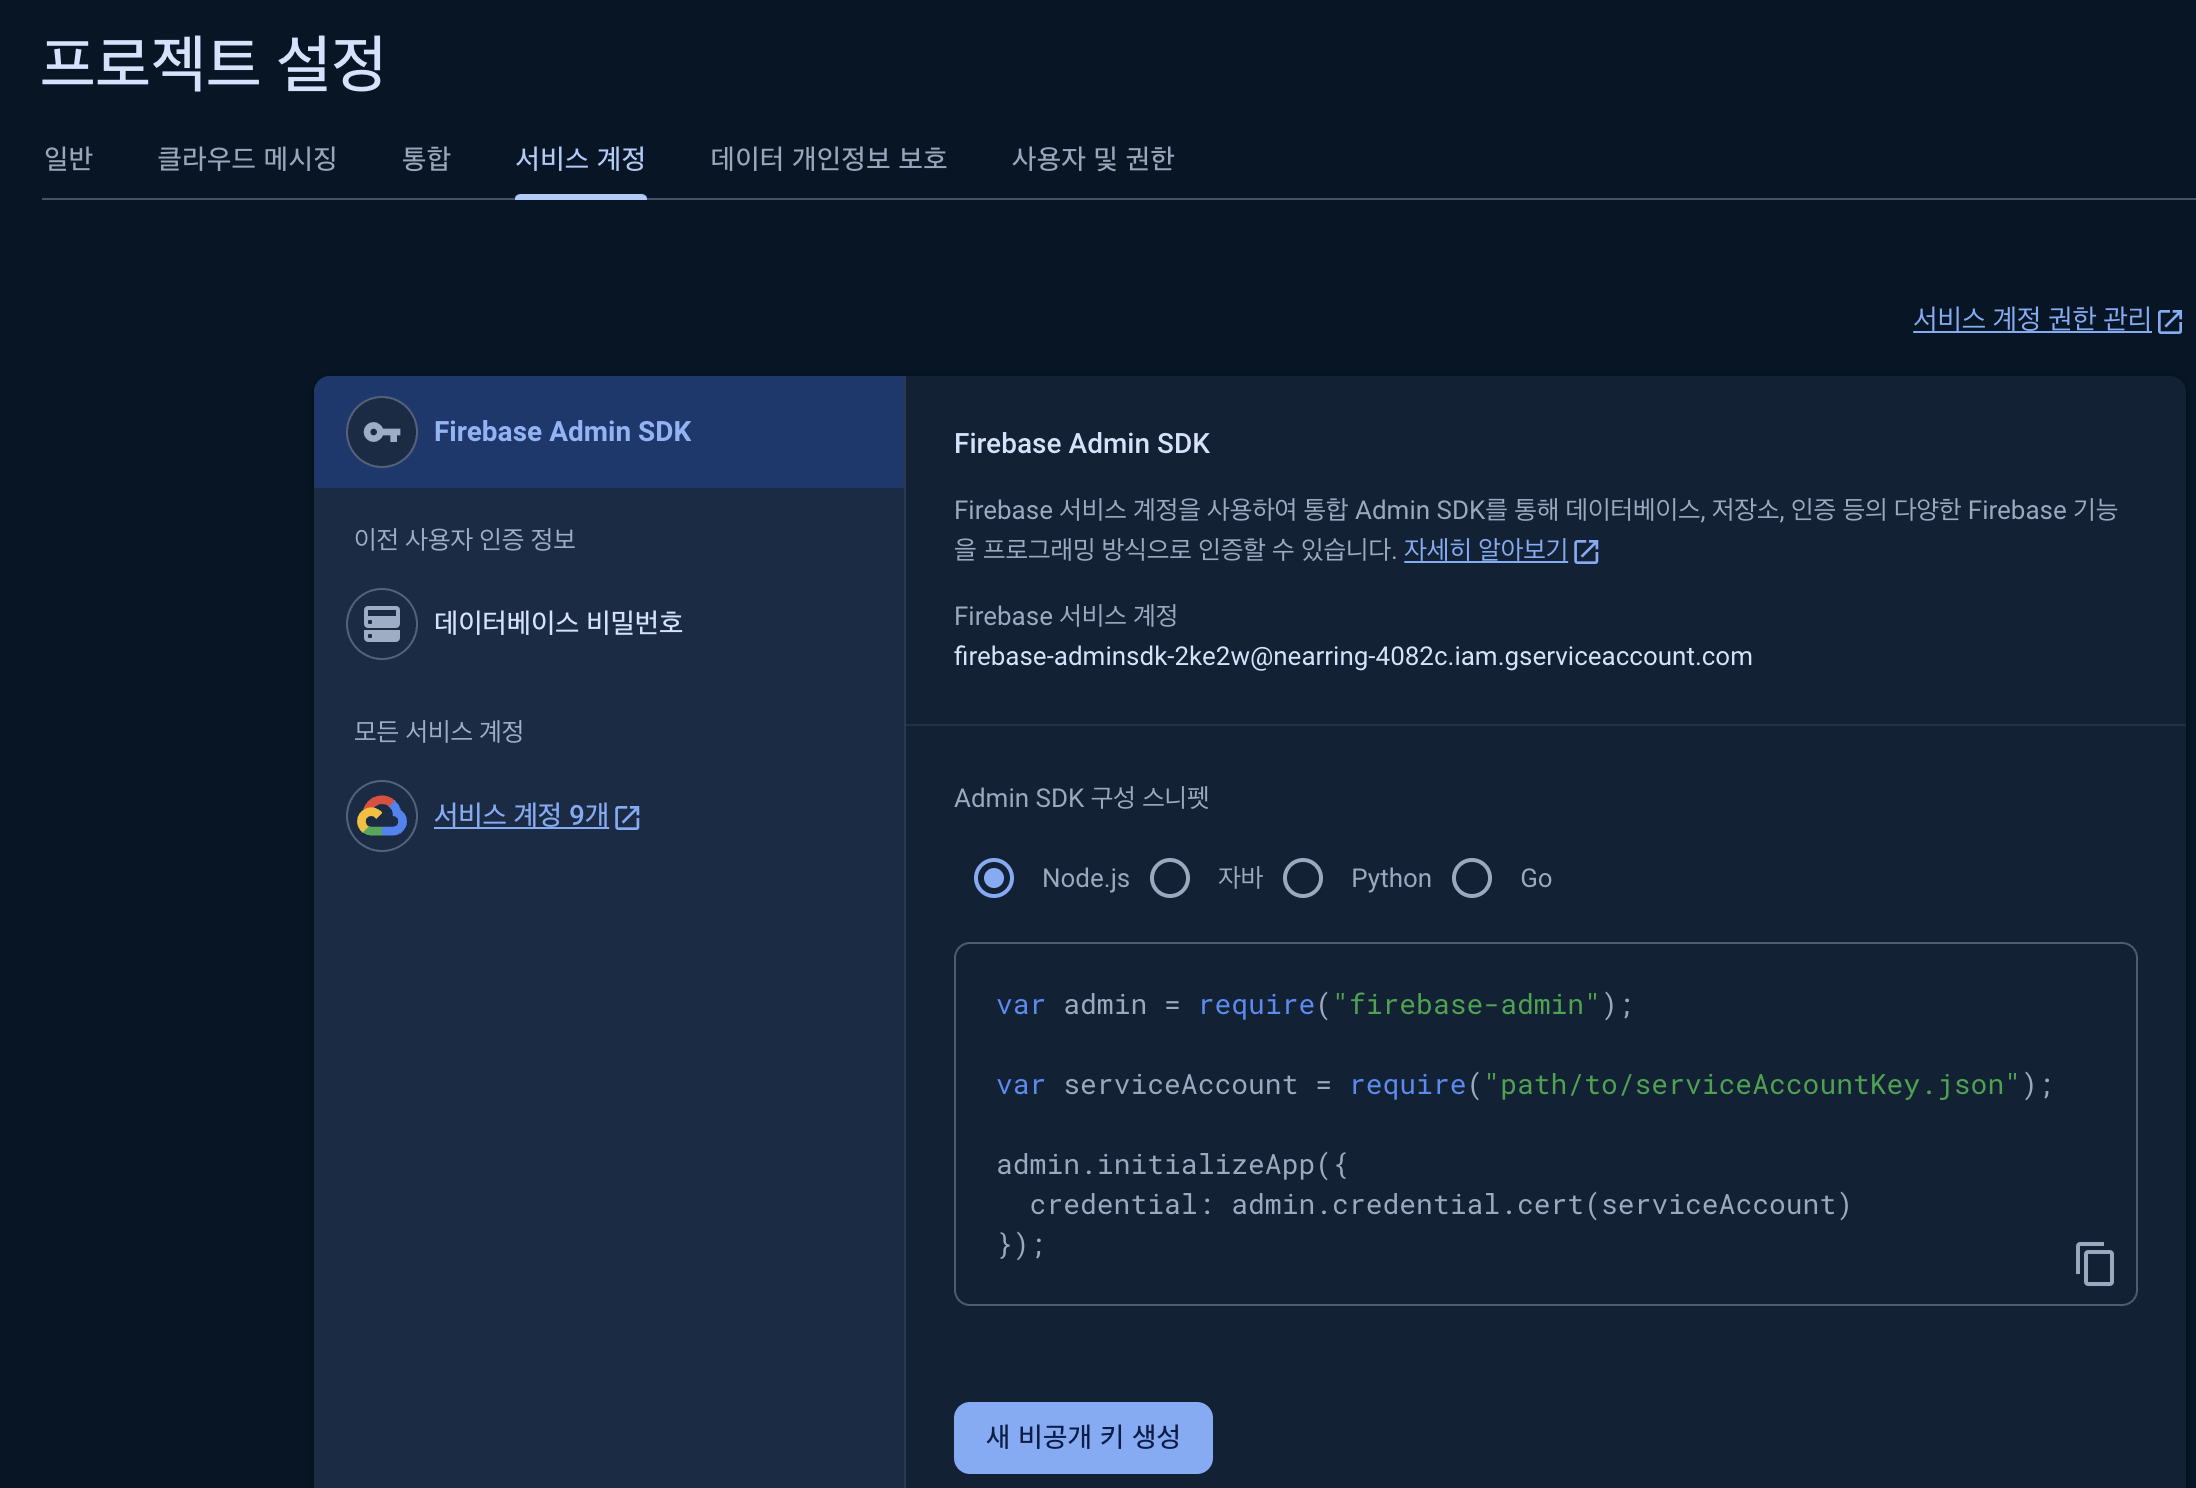 프로젝트 설정
일반 클라우드 메시징 통합 서비스 계정 데이터 개인정보 보호 사용자 및 권한
서비스 계정 권한 관리
Firebase Admin SDK
이전 사용자 인증 정보
데이터베이스 비밀번호
모든 서비스 계정
서비스 계정 9개
Firebase Admin SDK
Firebase 서비스 계정을 사용하여 통합 Admin SDK를 통해 데이터베이스, 저장소, 인증 등의 다양한 Firebase 기능
을 프로그래밍 방식으로 인증할 수 있습니다. 자세히 알아보기
Firebase 서비스 계정
firebase-adminsdk-2ke2w@nearring-4082c.iam.gserviceaccount.com
Admin SDK 구성 스니펫
Node.js 자바 Python Go
var admin = require("firebase-admin");
var serviceAccount = require("path/to/serviceAccountKey.json");
admin.initializeApp({
  credential: admin.credential.cert(serviceAccount)
});
새 비공개 키 생성